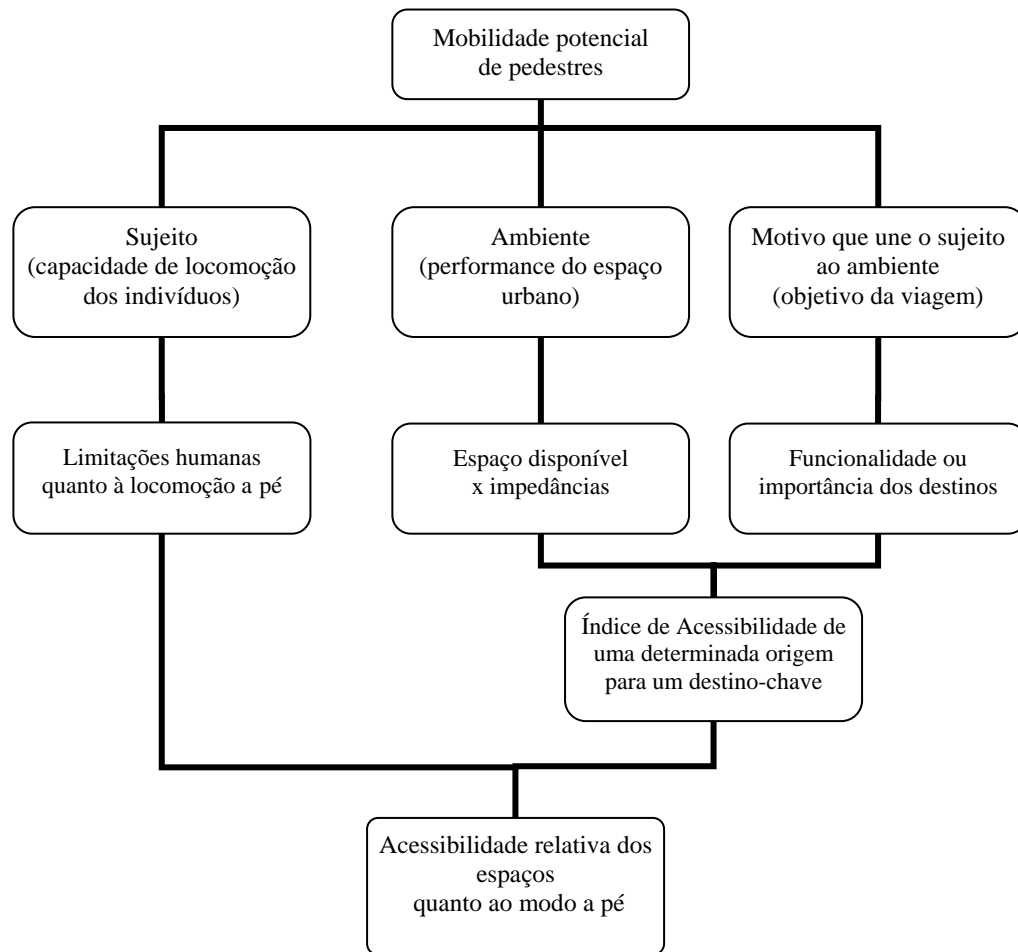 Mobilidade potencial
de pedestres
Sujeito
(capacidade de locomoção
dos indivíduos)
Ambiente
(performance do espaço
urbano)
Motivo que une o sujeito
ao ambiente
(objetivo da viagem)
Limitações humanas
quanto à locomoção a pé
Espaço disponível
x impedâncias
Funcionalidade ou
importância dos destinos
Índice de Acessibilidade de
uma determinada origem
para um destino-chave
Acessibilidade relativa dos
espaços
quanto ao modo a pé